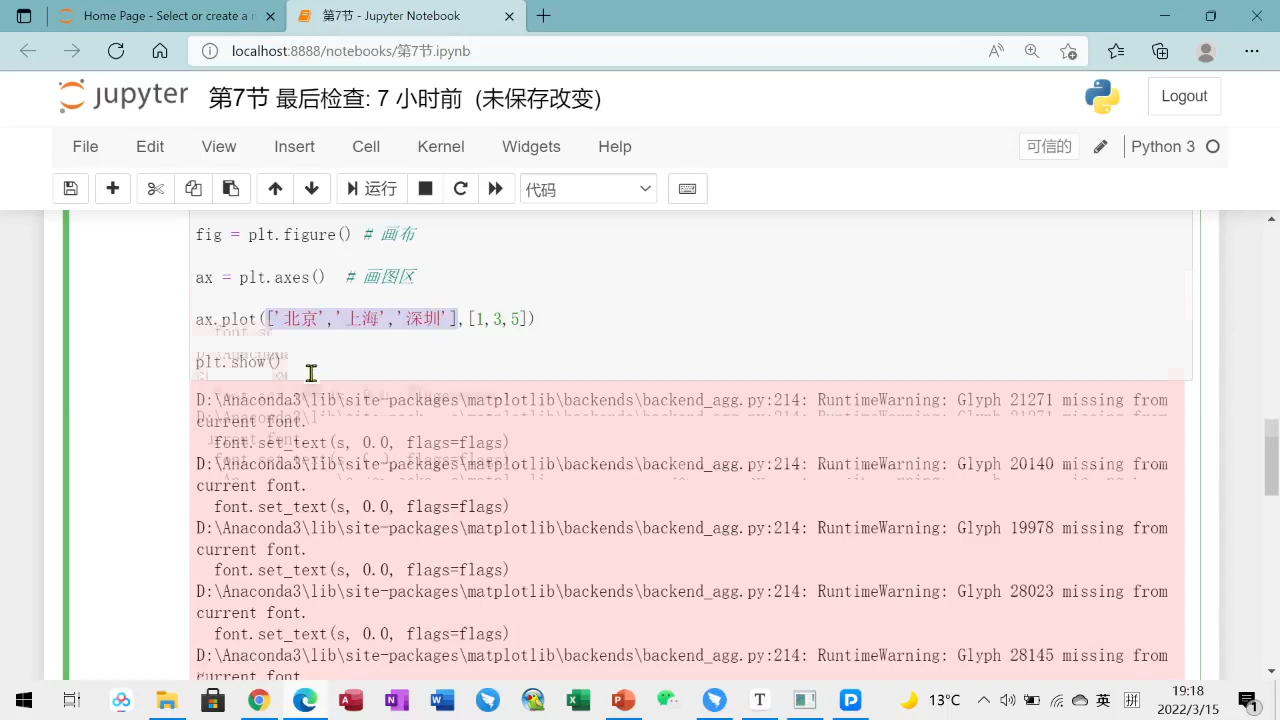 Home Page - Select or create a n
第7节 - Jupyter Notebook
localhost:8888/notebooks/第7节.ipynb
jupyter 第7节 最后检查: 7 小时前 (未保存改变)
Logout
File Edit View Insert Cell Kernel Widgets Help
可信的 Python 3
运行 代码
fig = plt.figure() # 画布
ax = plt.axes() # 画图区
ax.plot(['北京','上海','深圳'],[1,3,5])
plt.show()
D:\Anaconda3\lib\site-packages\matplotlib\backends\backend_agg.py:214: RuntimeWarning: Glyph 21271 missing from
current font.
font.set_text(s, 0.0, flags=flags)
D:\Anaconda3\lib\site-packages\matplotlib\backends\backend_agg.py:214: RuntimeWarning: Glyph 20140 missing from
current font.
font.set_text(s, 0.0, flags=flags)
D:\Anaconda3\lib\site-packages\matplotlib\backends\backend_agg.py:214: RuntimeWarning: Glyph 19978 missing from
current font.
font.set_text(s, 0.0, flags=flags)
D:\Anaconda3\lib\site-packages\matplotlib\backends\backend_agg.py:214: RuntimeWarning: Glyph 28023 missing from
current font.
font.set_text(s, 0.0, flags=flags)
D:\Anaconda3\lib\site-packages\matplotlib\backends\backend_agg.py:214: RuntimeWarning: Glyph 28145 missing from
current font.
13°C 英 拼 19:18
2022/3/15